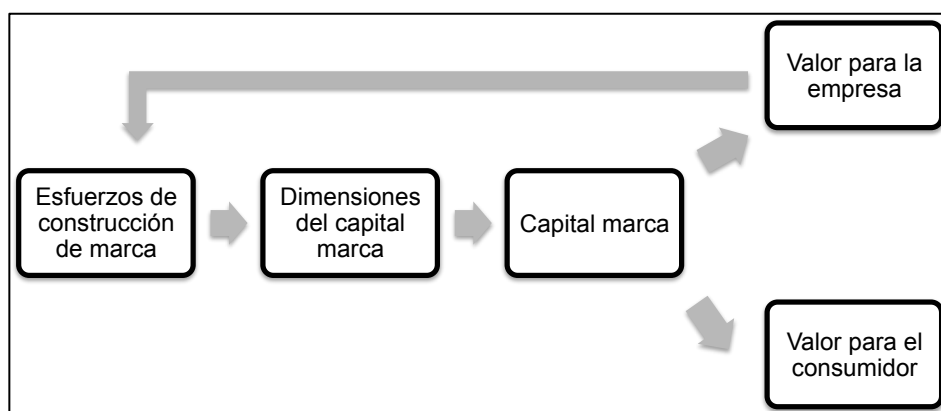 Valor para la
empresa
Esfuerzos de
construcción
de marca
Dimensiones
del capital
marca
Capital marca
Valor para el
consumidor